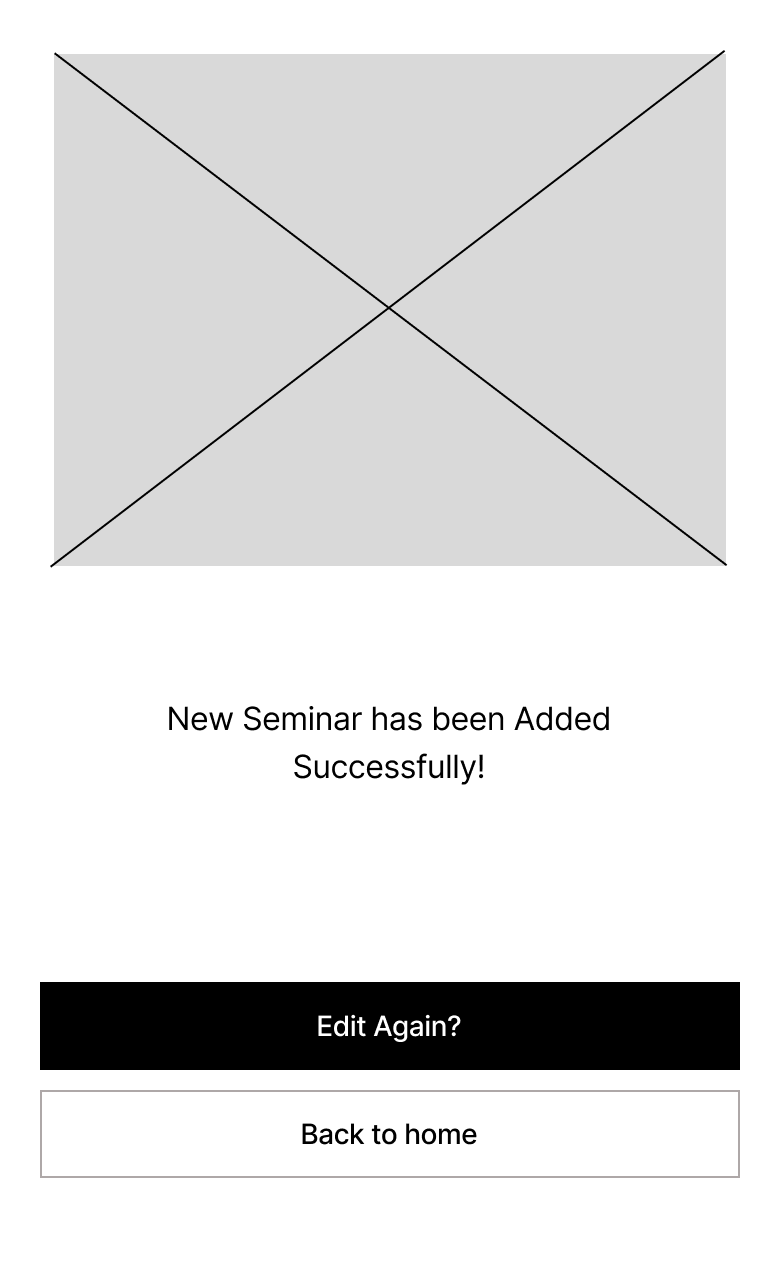 New Seminar has been Added
Successfully!
Edit Again?
Back to home